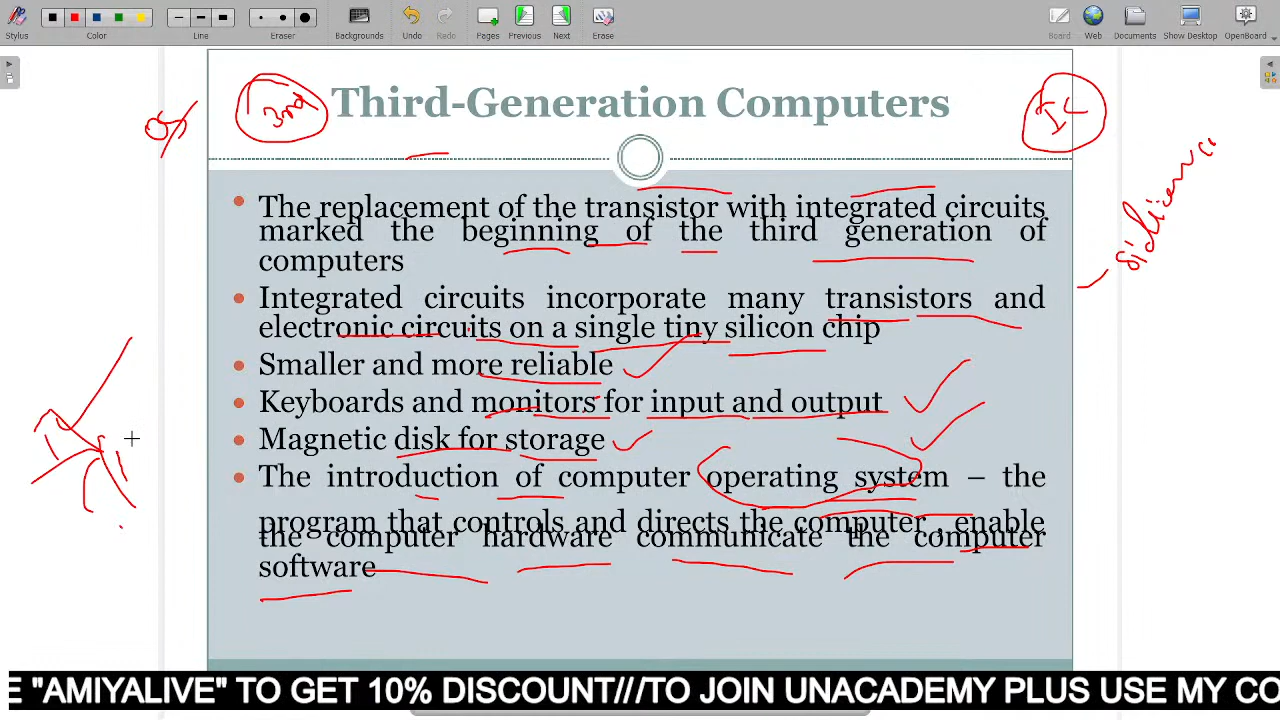 Stylus
Color
Line
Eraser
Backgrounds
Undo
Redo
Pages
Previous
Next
Erase
Board
Web
Documents
Show Desktop
OpenBoard
OS
3rd
Third-Generation Computers
IC
The replacement of the transistor with integrated circuits
marked the beginning of the third generation of
computers
Integrated circuits incorporate many transistors and
electronic circuits on a single tiny silicon chip
Smaller and more reliable
Keyboards and monitors for input and output
Magnetic disk for storage
The introduction of computer operating system – the
program that controls and directs the computer , enable
the computer hardware communicate the computer
software
E "AMIYALIVE" TO GET 10% DISCOUNT///TO JOIN UNACADEMY PLUS USE MY CO